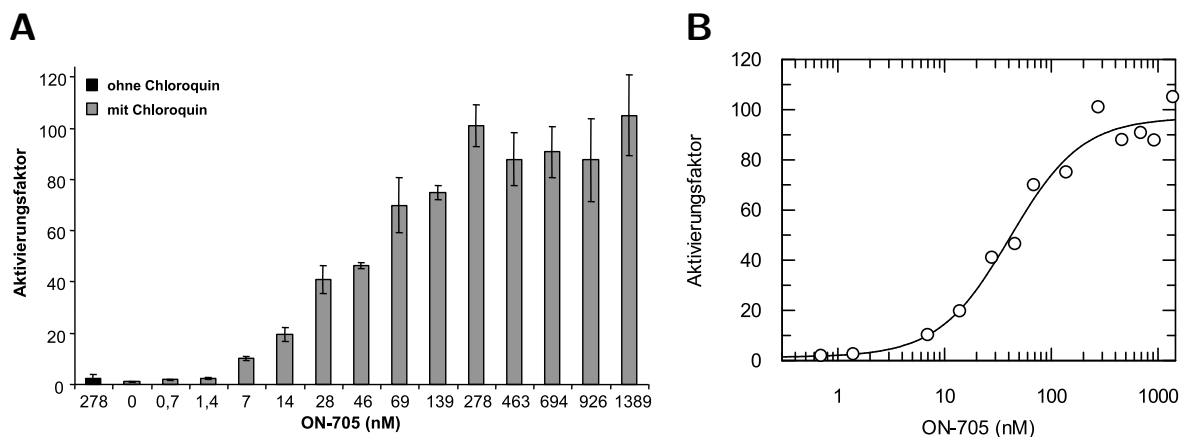 A
Aktivierungsfaktor
120
100
80
60
40
20
0
ohne Chloroquin
mit Chloroquin
278 0 0,7 1,4 7 14 28 46 69 139 278 463 694 926 1389
ON-705 (nM)
B
Aktivierungsfaktor
120
100
80
60
40
20
0
1 10 100 1000
ON-705 (nM)